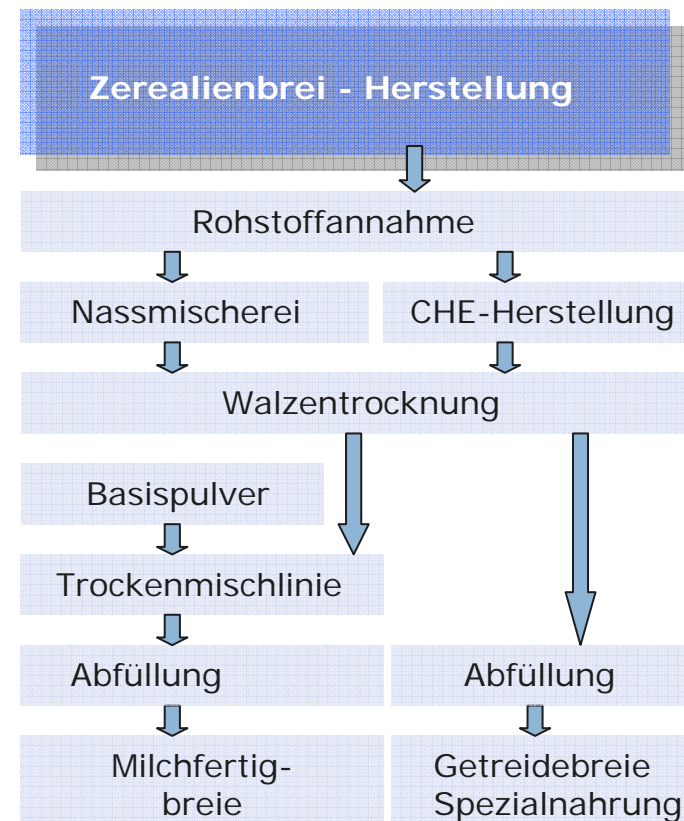 Zerealienbrei - Herstellung
Rohstoffannahme
Nassmischerei
CHE-Herstellung
Walzentrocknung
Basispulver
Trockenmischlinie
Abfüllung
Abfüllung
Milchfertig-
breie
Getreidebreie
Spezialnahrung